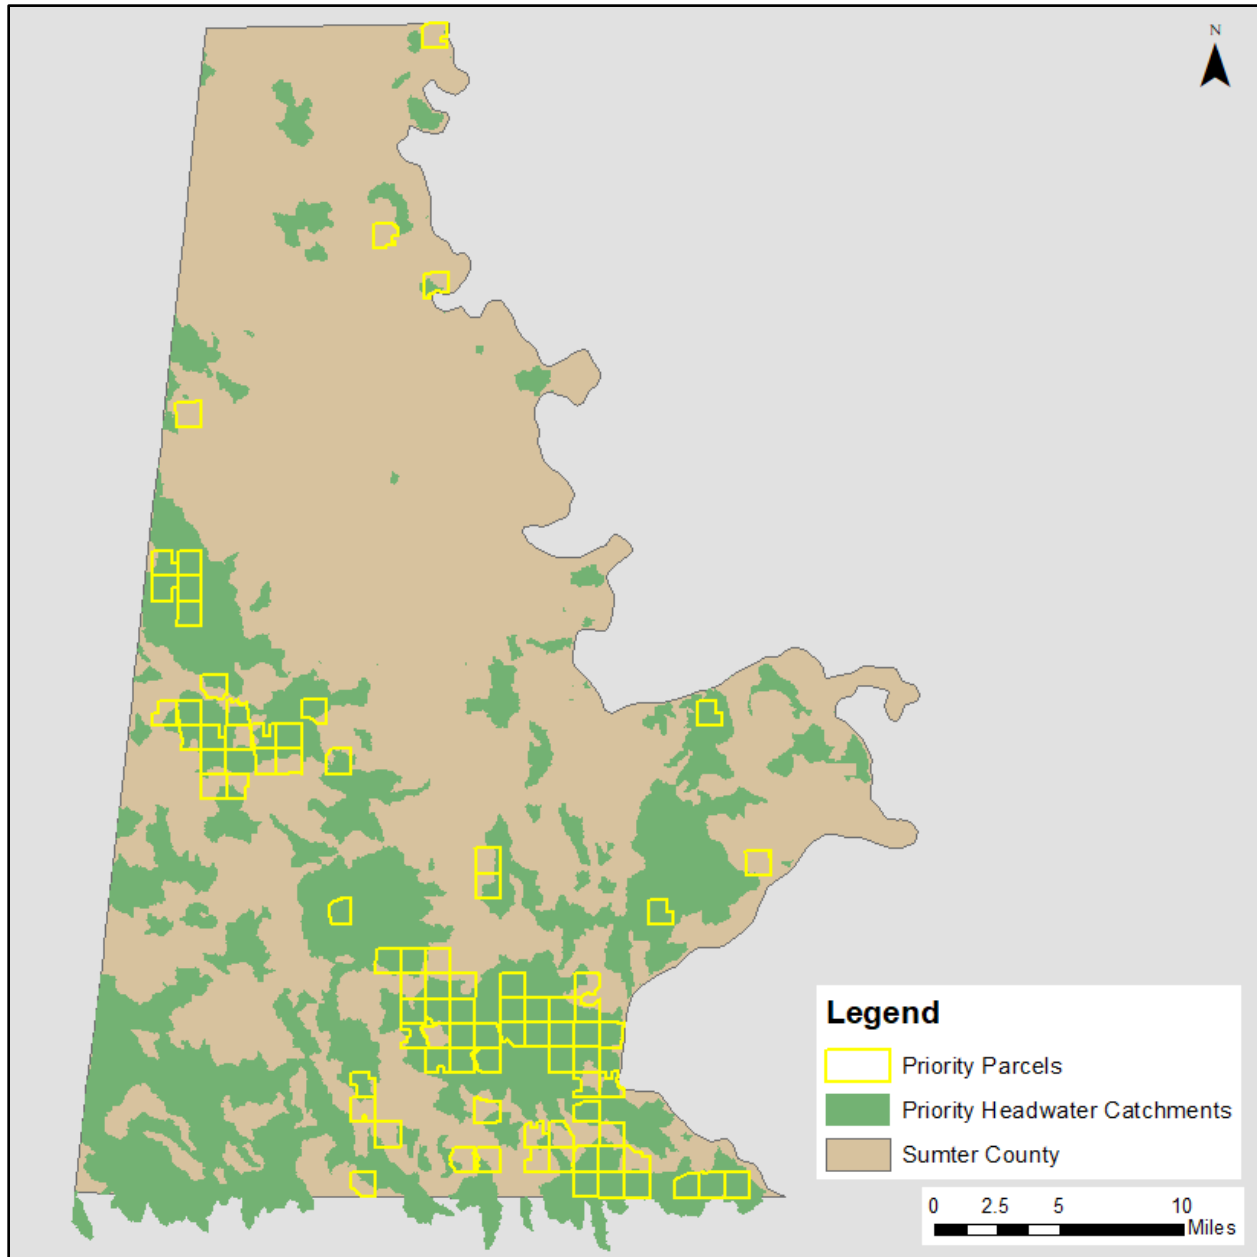 N
Legend
Priority Parcels
Priority Headwater Catchments
Sumter County
0 2.5 5 10
Miles